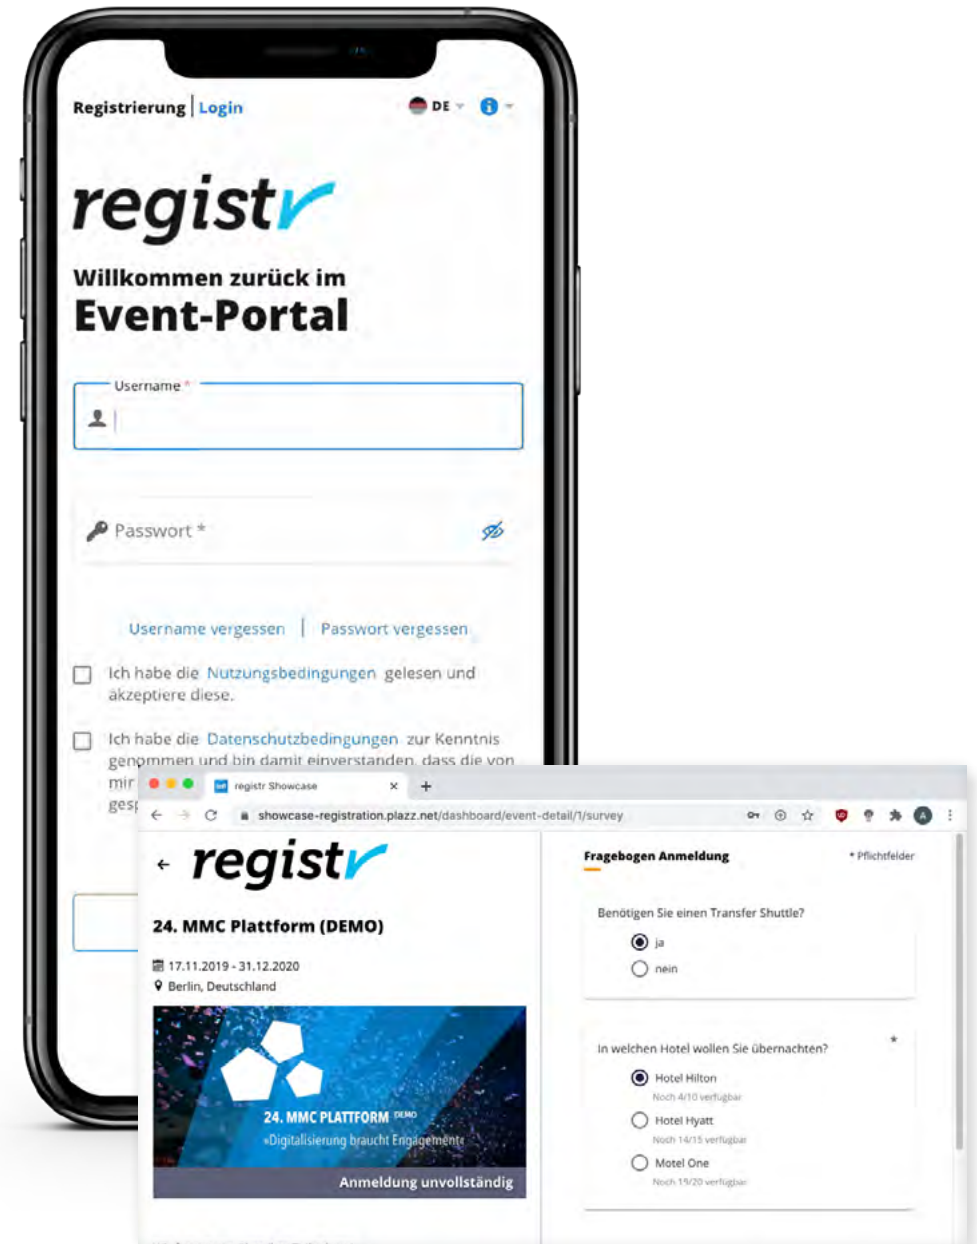 Registrierung | Login DE
registr
Willkommen zurück im
Event-Portal
Username *
Passwort *
Username vergessen | Passwort vergessen
Ich habe die Nutzungsbedingungen gelesen und
akzeptiere diese.
Ich habe die Datenschutzbedingungen zur Kenntnis
genommen und bin damit einverstanden, dass die von
mir
gesp
registr Showcase
showcase-registration.plazz.net/dashboard/event-detail/1/survey
A
registr
24. MMC Plattform (DEMO)
17.11.2019 - 31.12.2020
Berlin, Deutschland
24. MMC PLATTFORM DEMO
»Digitalisierung braucht Engagement«
Anmeldung unvollständig
Fragebogen Anmeldung * Pflichtfelder
Benötigen Sie einen Transfer Shuttle?
ja
nein
In welchen Hotel wollen Sie übernachten? *
Hotel Hilton
Noch 4/10 verfügbar
Hotel Hyatt
Noch 14/15 verfügbar
Motel One
Noch 19/20 verfügbar